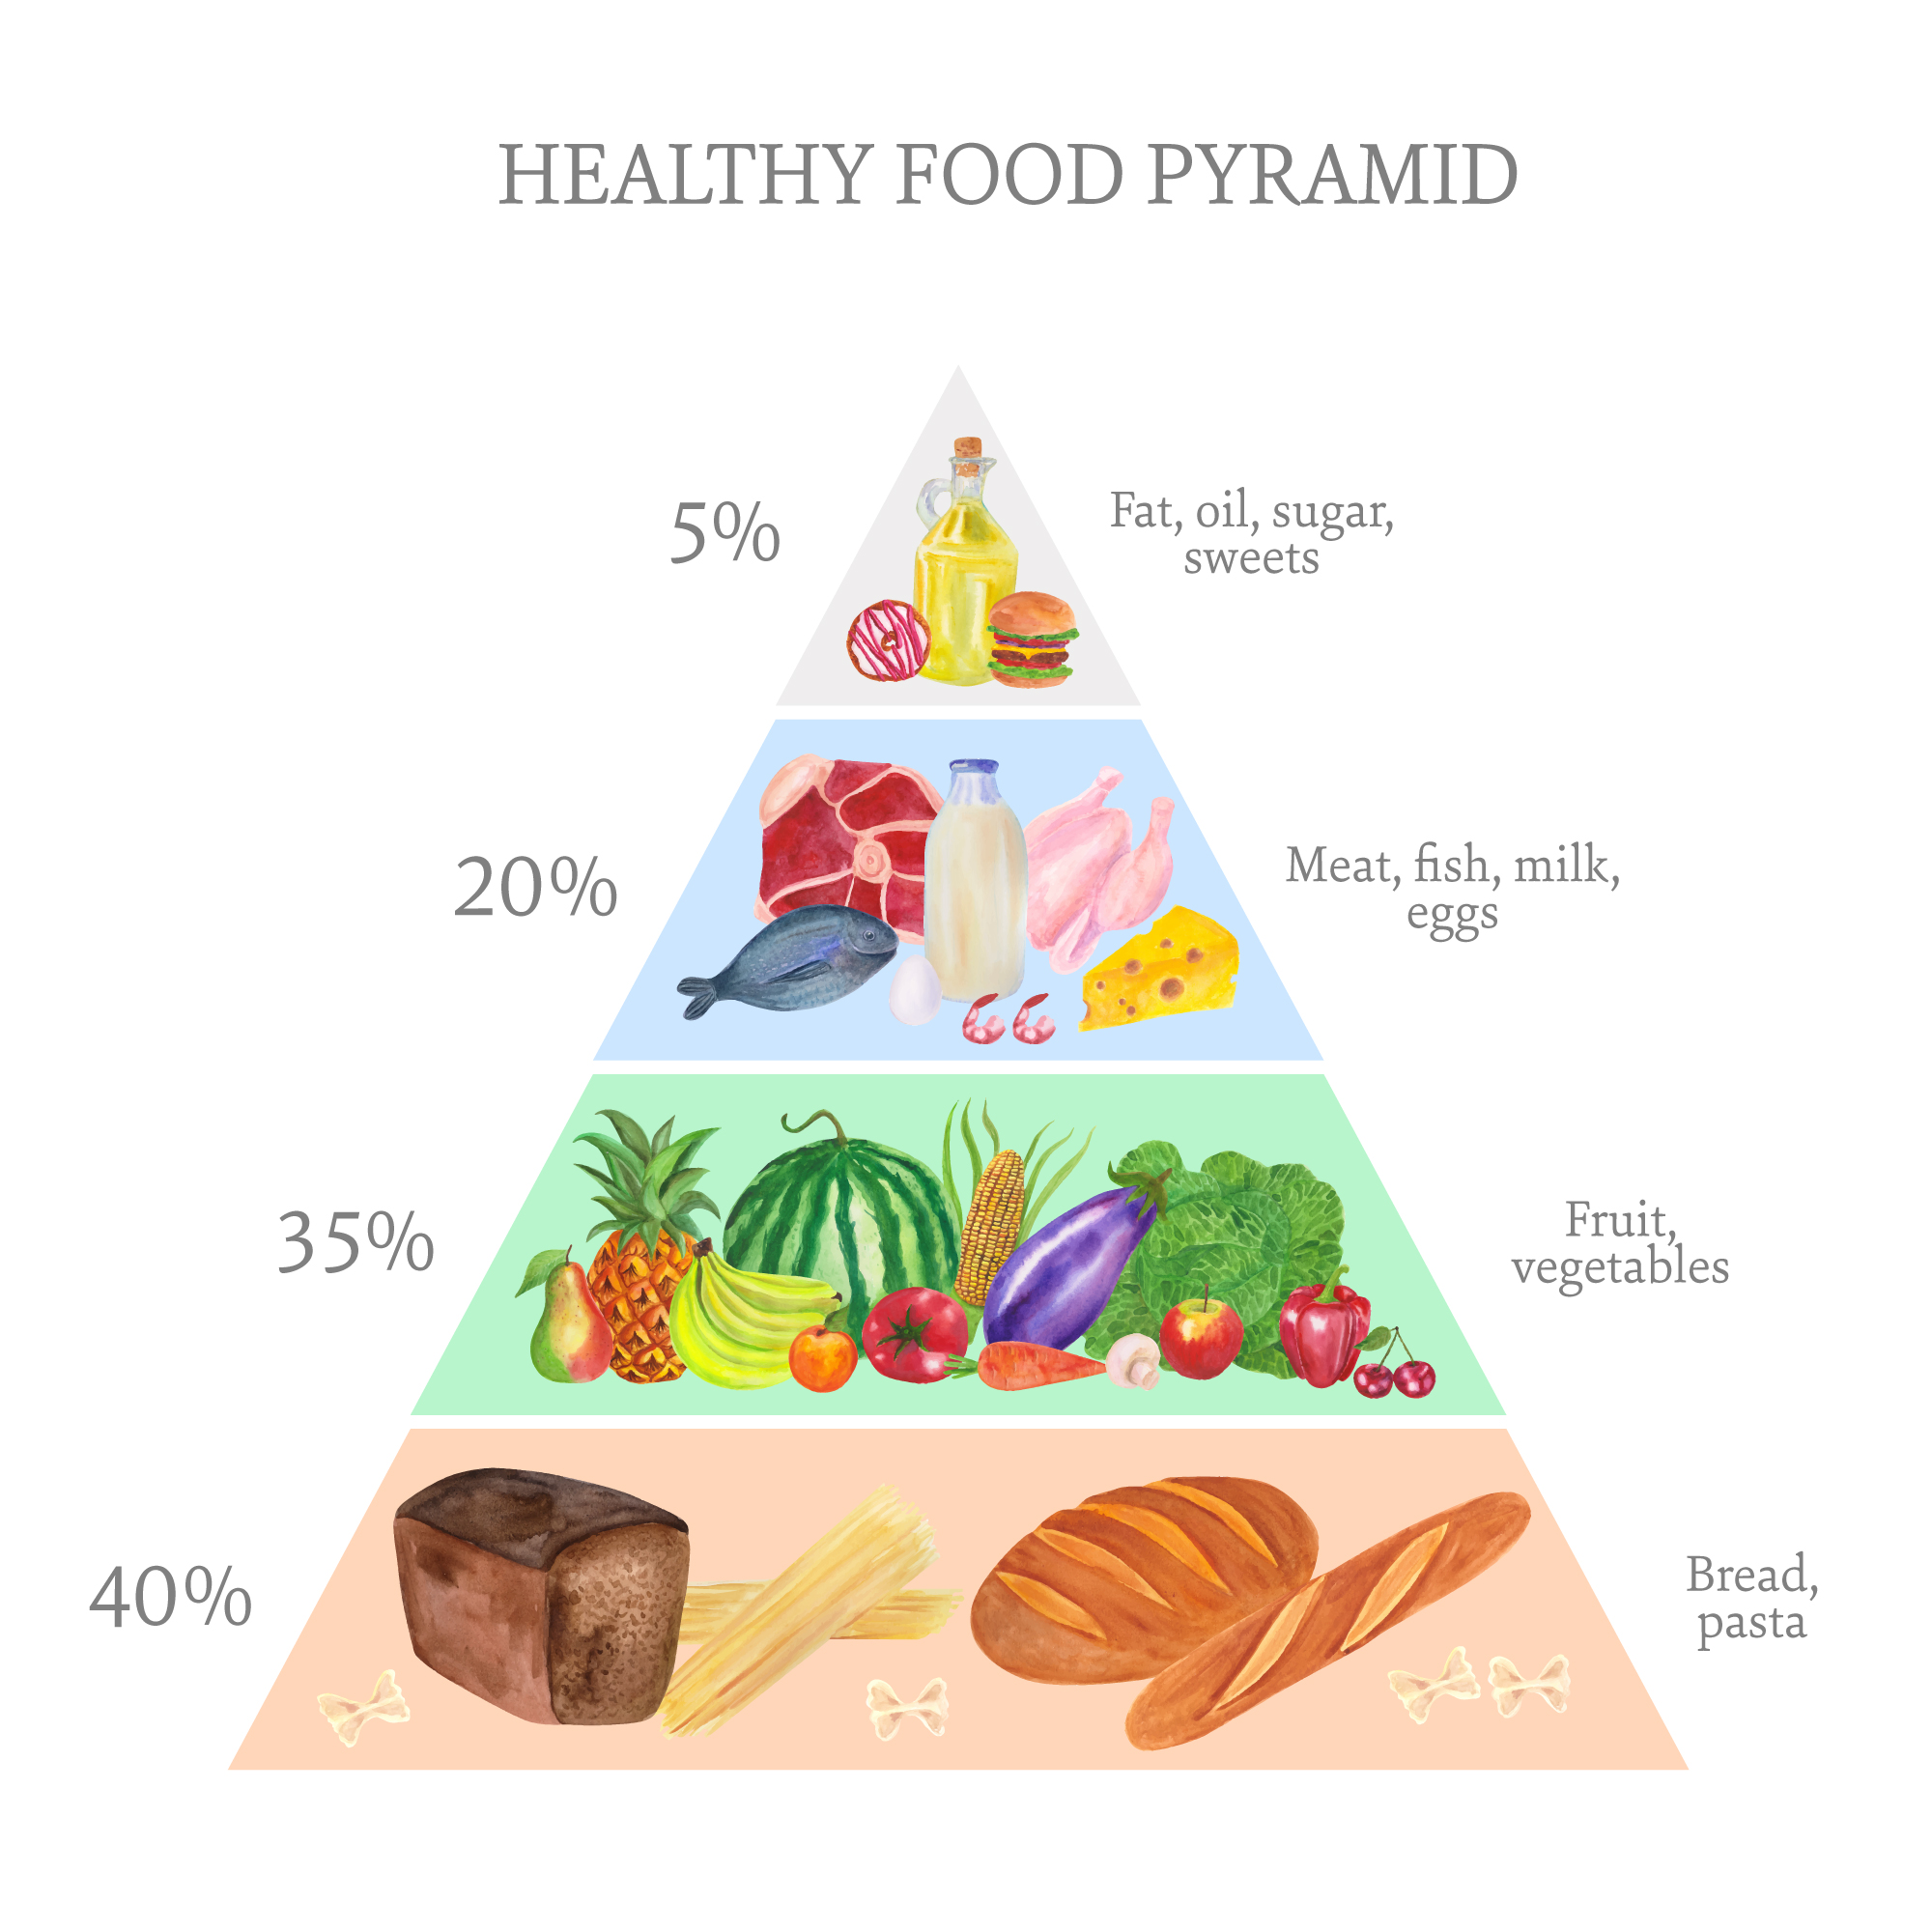 HEALTHY FOOD PYRAMID
5%
Fat, oil, sugar,
sweets
20%
Meat, fish, milk,
eggs
35%
Fruit,
vegetables
40%
Bread,
pasta